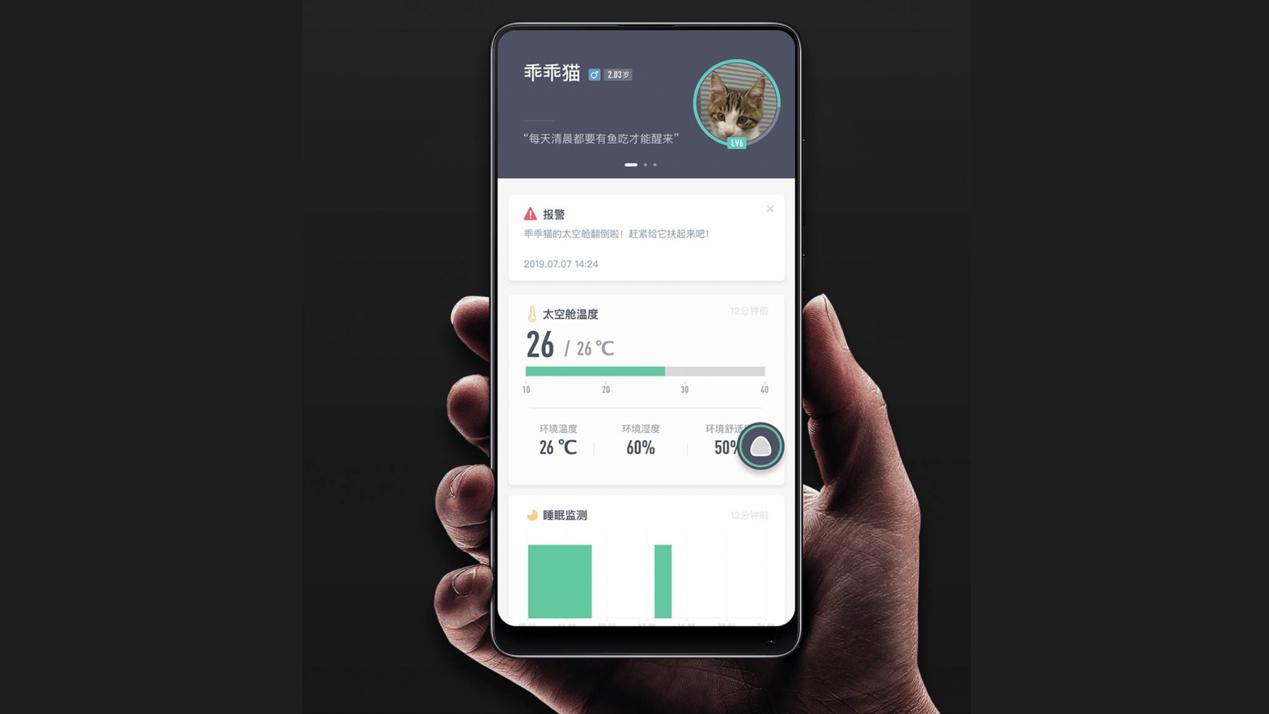 乖乖猫 ♂ 2.03岁
“每天清晨都要有鱼吃才能醒来”
LV6
报警 ×
乖乖猫的太空舱翻倒啦！赶紧给它扶起来吧！
2019.07.07 14:24
太空舱温度 12分钟前
26 / 26 ℃
10 20 30 40
环境温度 环境湿度 环境舒适
26 ℃ 60% 50%
睡眠监测 12分钟前